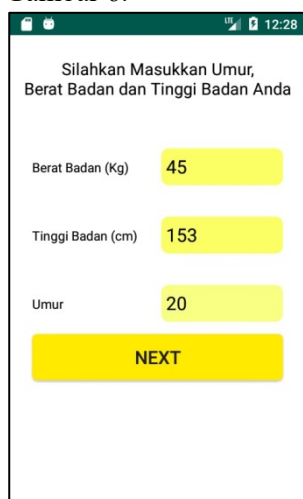 12:28
Silahkan Masukkan Umur,
Berat Badan dan Tinggi Badan Anda
Berat Badan (Kg) 45
Tinggi Badan (cm) 153
Umur 20
NEXT